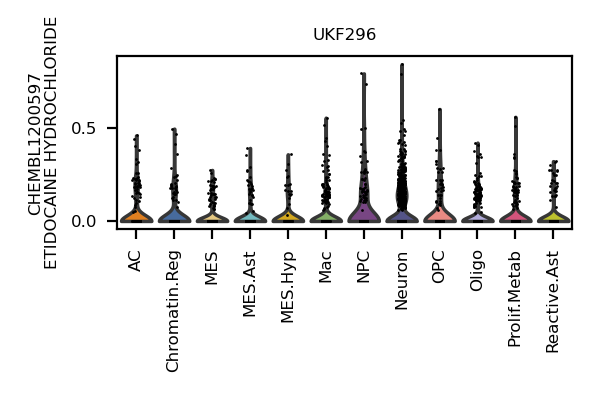 UKF296
CHEMBL1200597
ETIDOCAINE HYDROCHLORIDE
0.5
0.0
AC
Chromatin.Reg
MES
MES.Ast
MES.Hyp
Mac
NPC
Neuron
OPC
Oligo
Prolif.Metab
Reactive.Ast